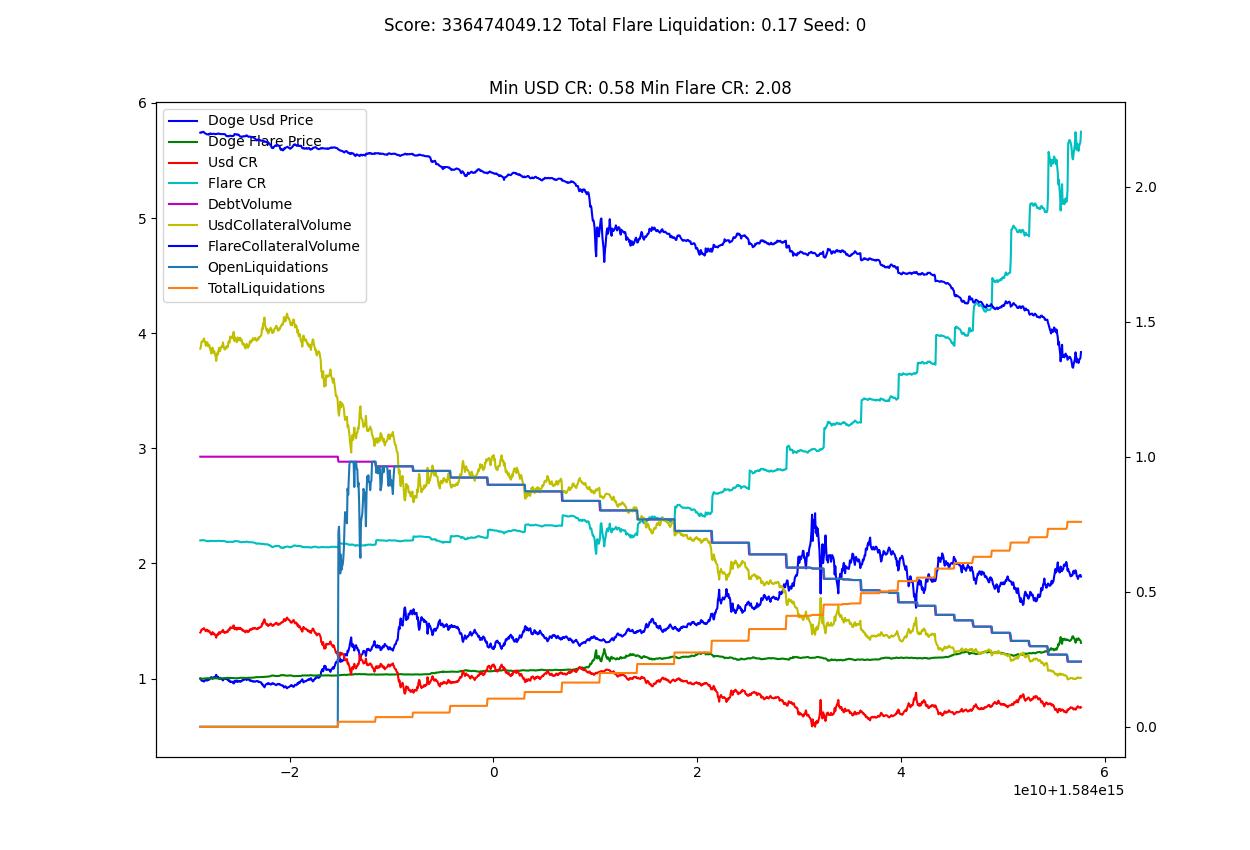 Score: 336474049.12 Total Flare Liquidation: 0.17 Seed: 0
Min USD CR: 0.58 Min Flare CR: 2.08
Doge Usd Price
Doge Flare Price
Usd CR
Flare CR
DebtVolume
UsdCollateralVolume
FlareCollateralVolume
OpenLiquidations
TotalLiquidations
6
5
4
3
2
1
2.0
1.5
1.0
0.5
0.0
−2
0
2
4
6
1e10+1.584e15